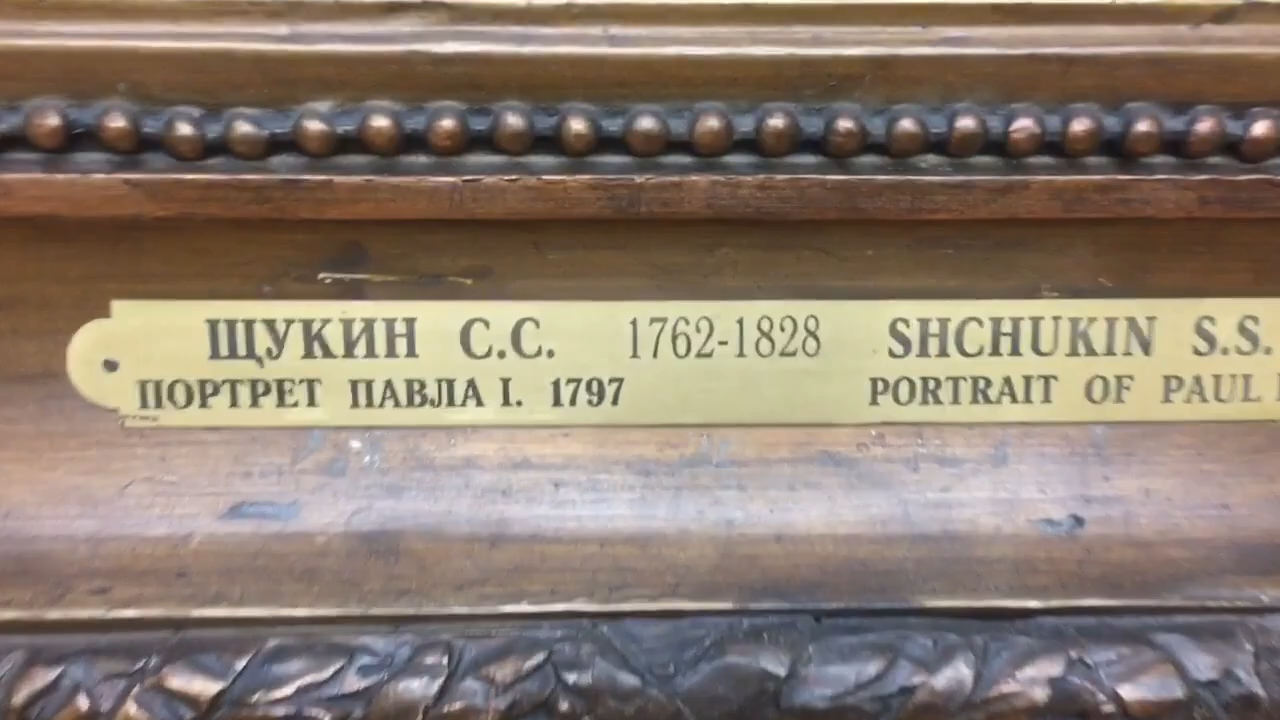 ЩУКИН С.С. 1762-1828 SHCHUKIN S.S.
ПОРТРЕТ ПАВЛА I. 1797 PORTRAIT OF PAUL I